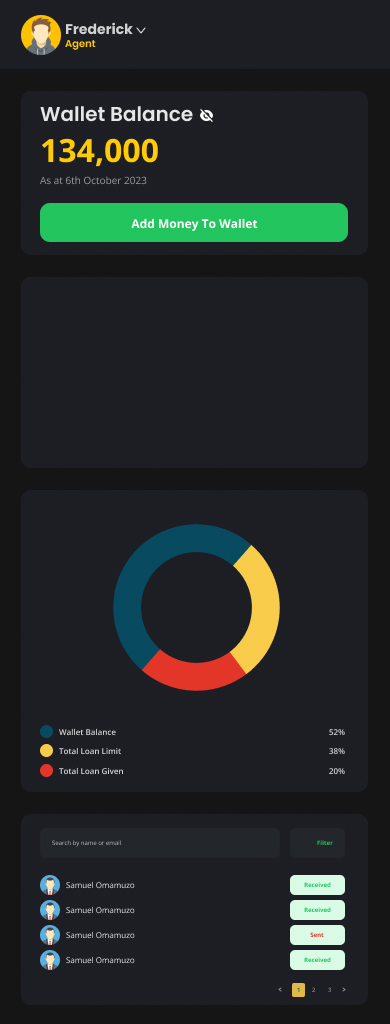 Frederick
Agent
Wallet Balance
134,000
As at 6th October 2023
Add Money To Wallet
Wallet Balance 52%
Total Loan Limit 38%
Total Loan Given 20%
Search by name or email Filter
Samuel Omamuzo Received
Samuel Omamuzo Received
Samuel Omamuzo Sent
Samuel Omamuzo Received
< 1 2 3 >